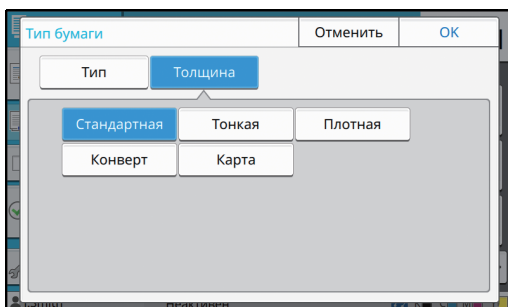 Тип бумаги Отменить OK
Тип Толщина
Стандартная Тонкая Плотная
Конверт Карта